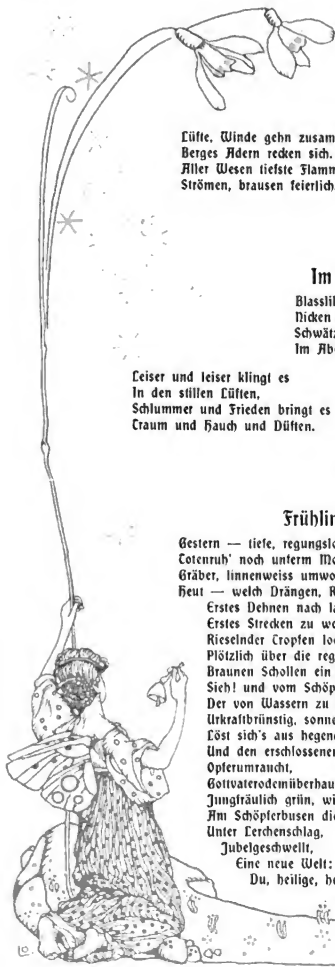 Lüfte, Winde gehn zusam
Berges Adern recken sich.
Aller Wesen tiefste Flamm
Strömen, brausen feierlich
Im
Blasslil
Nicken
Schwätz
Im Ab
Leiser und leiser klingt es
In den stillen Lüften,
Schlummer und Frieden bringt es
Traum und Hauch und Düften.
Frühlin
Gestern — tiefe, regungslo
Totenruh' noch unterm Mo
Gräber, linnenweiss umwo
Heut — welch Drängen, R
Erstes Dehnen nach la
Erstes Strecken zu we
Rieselnder Tropfen loc
Plötzlich über die reg
Braunen Schollen ein
Sieh! und vom Schöp
Der von Wassern zu
Urkraftbrünstig, sonne
Löst sich's aus hegend
Und den erschlossener
Opferumraucht,
Gottvaterodemüberhau
Jungfräulich grün, wi
Am Schöpferbusen die
Unter Lerchenschlag,
Jubelgeschwellt,
Eine neue Welt:
Du, heilige, he